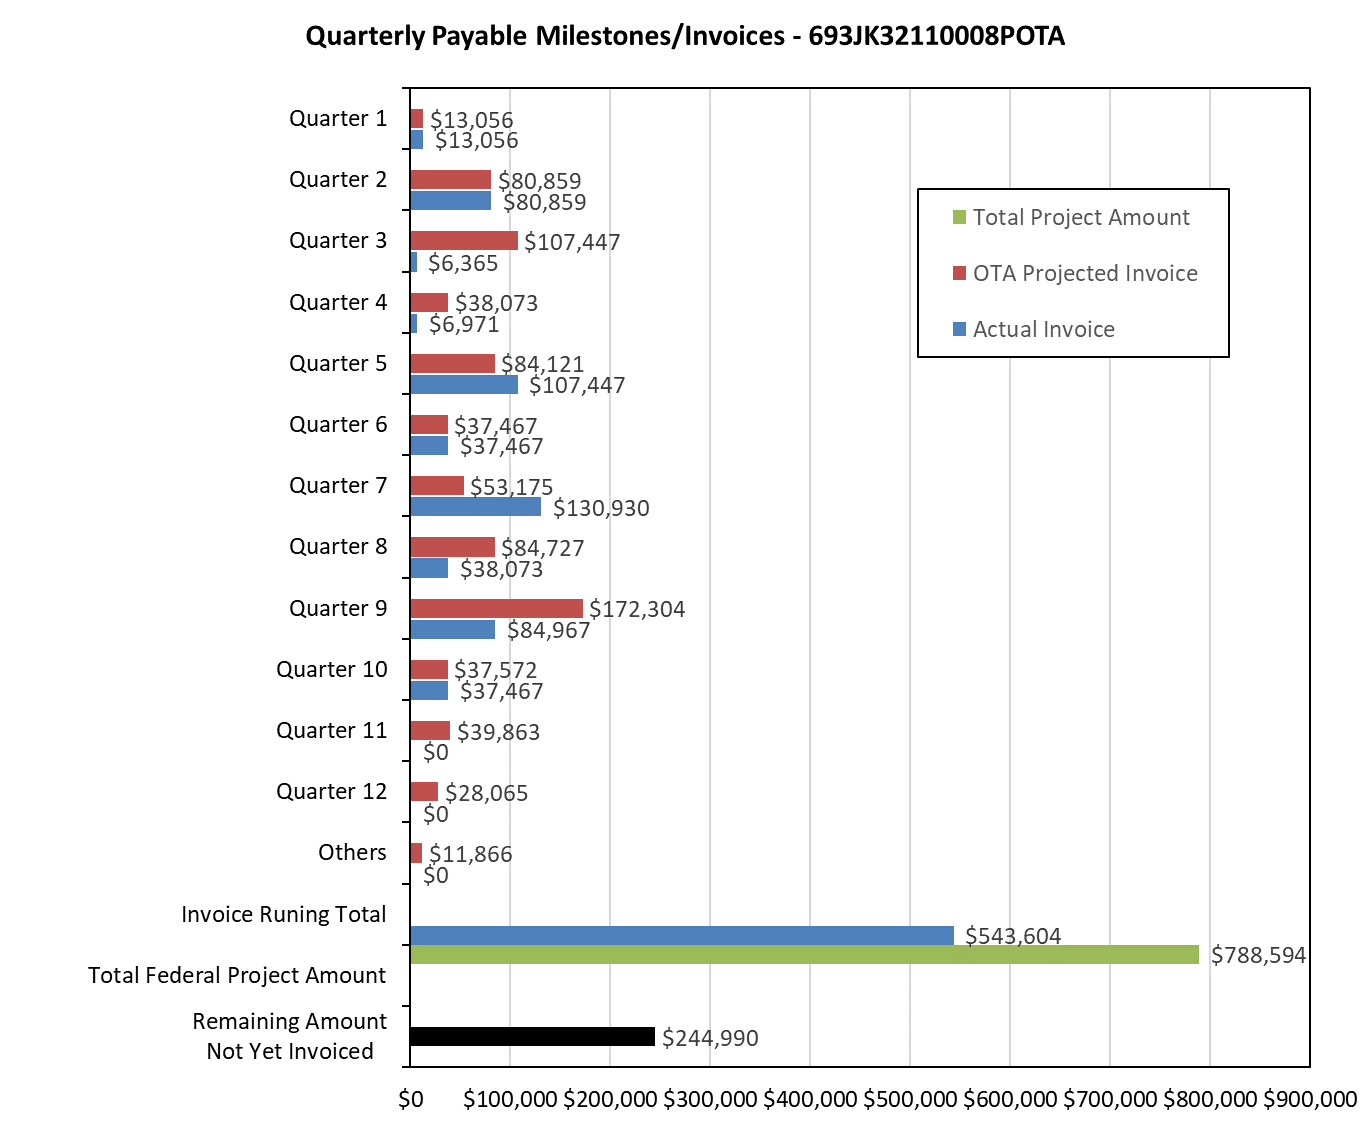 Quarterly Payable Milestones/Invoices - 693JK32110008POTA
Quarter 1
$13,056
$13,056
Quarter 2
$80,859
$80,859
Quarter 3
$107,447
$6,365
Quarter 4
$38,073
$6,971
Quarter 5
$84,121
$107,447
Quarter 6
$37,467
$37,467
Quarter 7
$53,175
$130,930
Quarter 8
$84,727
$38,073
Quarter 9
$172,304
$84,967
Quarter 10
$37,572
$37,467
Quarter 11
$39,863
$0
Quarter 12
$28,065
$0
Others
$11,866
$0
Invoice Runing Total
$543,604
Total Federal Project Amount
$788,594
Remaining Amount
Not Yet Invoiced
$244,990
Total Project Amount
OTA Projected Invoice
Actual Invoice
$0 $100,000 $200,000 $300,000 $400,000 $500,000 $600,000 $700,000 $800,000 $900,000